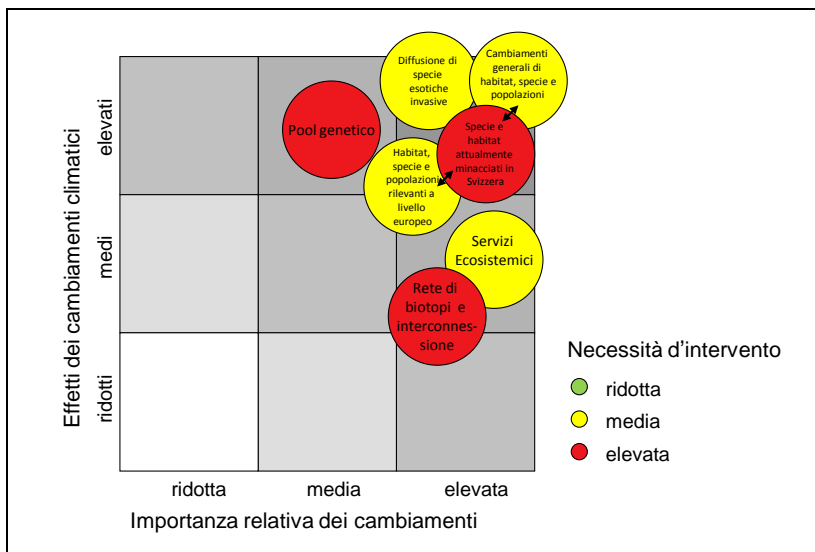 Effetti dei cambiamenti climatici
elevati
medi
ridotti
Diffusione di
specie
esotiche
invasive
Cambiamenti
generali di
habitat, specie e
popolazioni
Pool genetico
Specie e
habitat
attualmente
minacciati in
Svizzera
Habitat,
specie e
popolazioni
rilevanti a
livello
europeo
Servizi
Ecosistemici
Rete di
biotopi e
interconnes-
sione
ridotta
media
elevata
Importanza relativa dei cambiamenti
Necessità d'intervento
ridotta
media
elevata